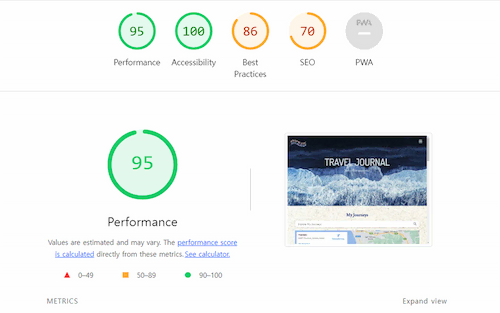 95 100 86 70
Performance Accessibility Best Practices SEO PWA
95
TRAVEL JOURNAL
My Journeys
Performance
Values are estimated and may vary. The performance score
is calculated directly from these metrics. See calculator.
0–49 50–89 90–100
METRICS Expand view